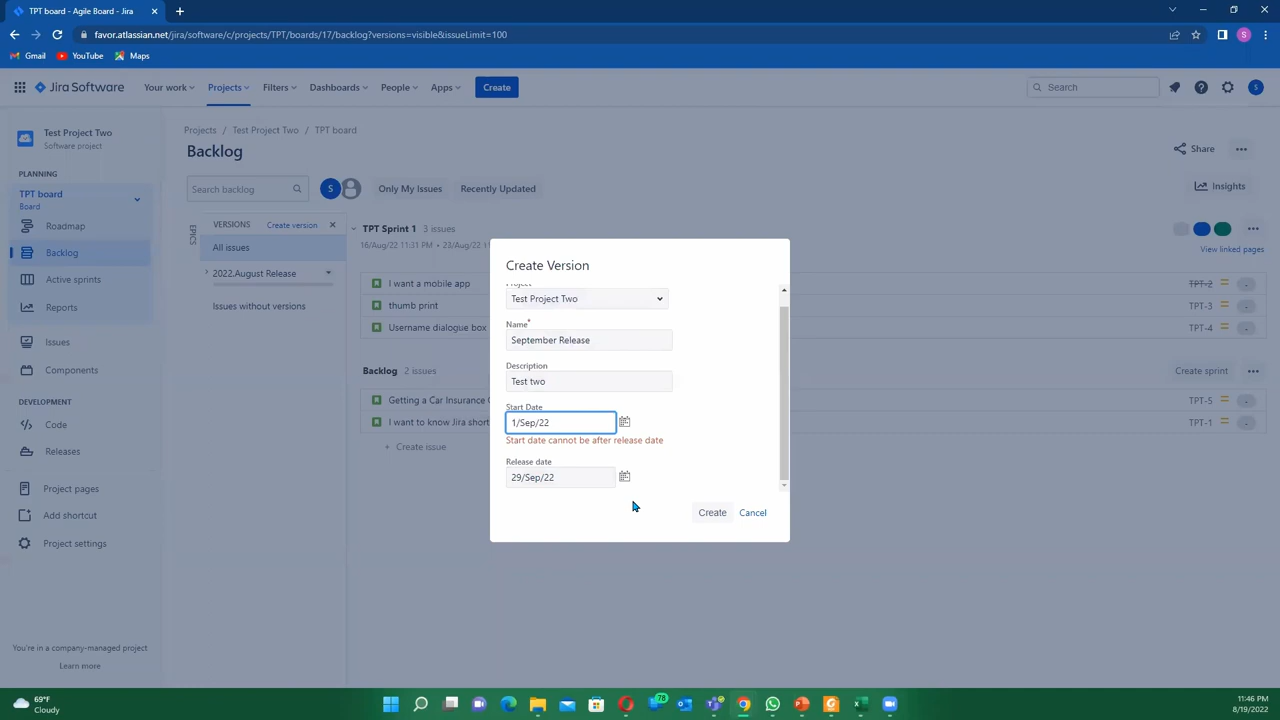 TPT board - Agile Board - Jira
favor.atlassian.net/jira/software/c/projects/TPT/boards/17/backlog?versions=visible&issueLimit=100
Gmail YouTube Maps
Jira Software Your work Projects Filters Dashboards People Apps Create Search
Test Project Two
Software project
PLANNING
TPT board
Board
Roadmap
Backlog
Active sprints
Reports
Issues
Components
DEVELOPMENT
Code
Releases
Project pages
Add shortcut
Project settings
You're in a company-managed project
Learn more
Projects / Test Project Two / TPT board
Backlog
Share
Search backlog S Only My Issues Recently Updated Insights
EPICS
VERSIONS Create version
All issues
2022.August Release
Issues without versions
TPT Sprint 1 3 issues
16/Aug/22 11:31 PM • 23/Aug/22
View linked pages
I want a mobile app TPT-2
thumb print TPT-3
Username dialogue box TPT-4
Backlog 2 issues Create sprint
Getting a Car Insurance TPT-5
I want to know Jira short TPT-1
+ Create issue
Create Version
Project
Test Project Two
Name*
September Release
Description
Test two
Start Date
1/Sep/22
Start date cannot be after release date
Release date
29/Sep/22
Create Cancel
69°F
Cloudy
78
11:46 PM
8/19/2022